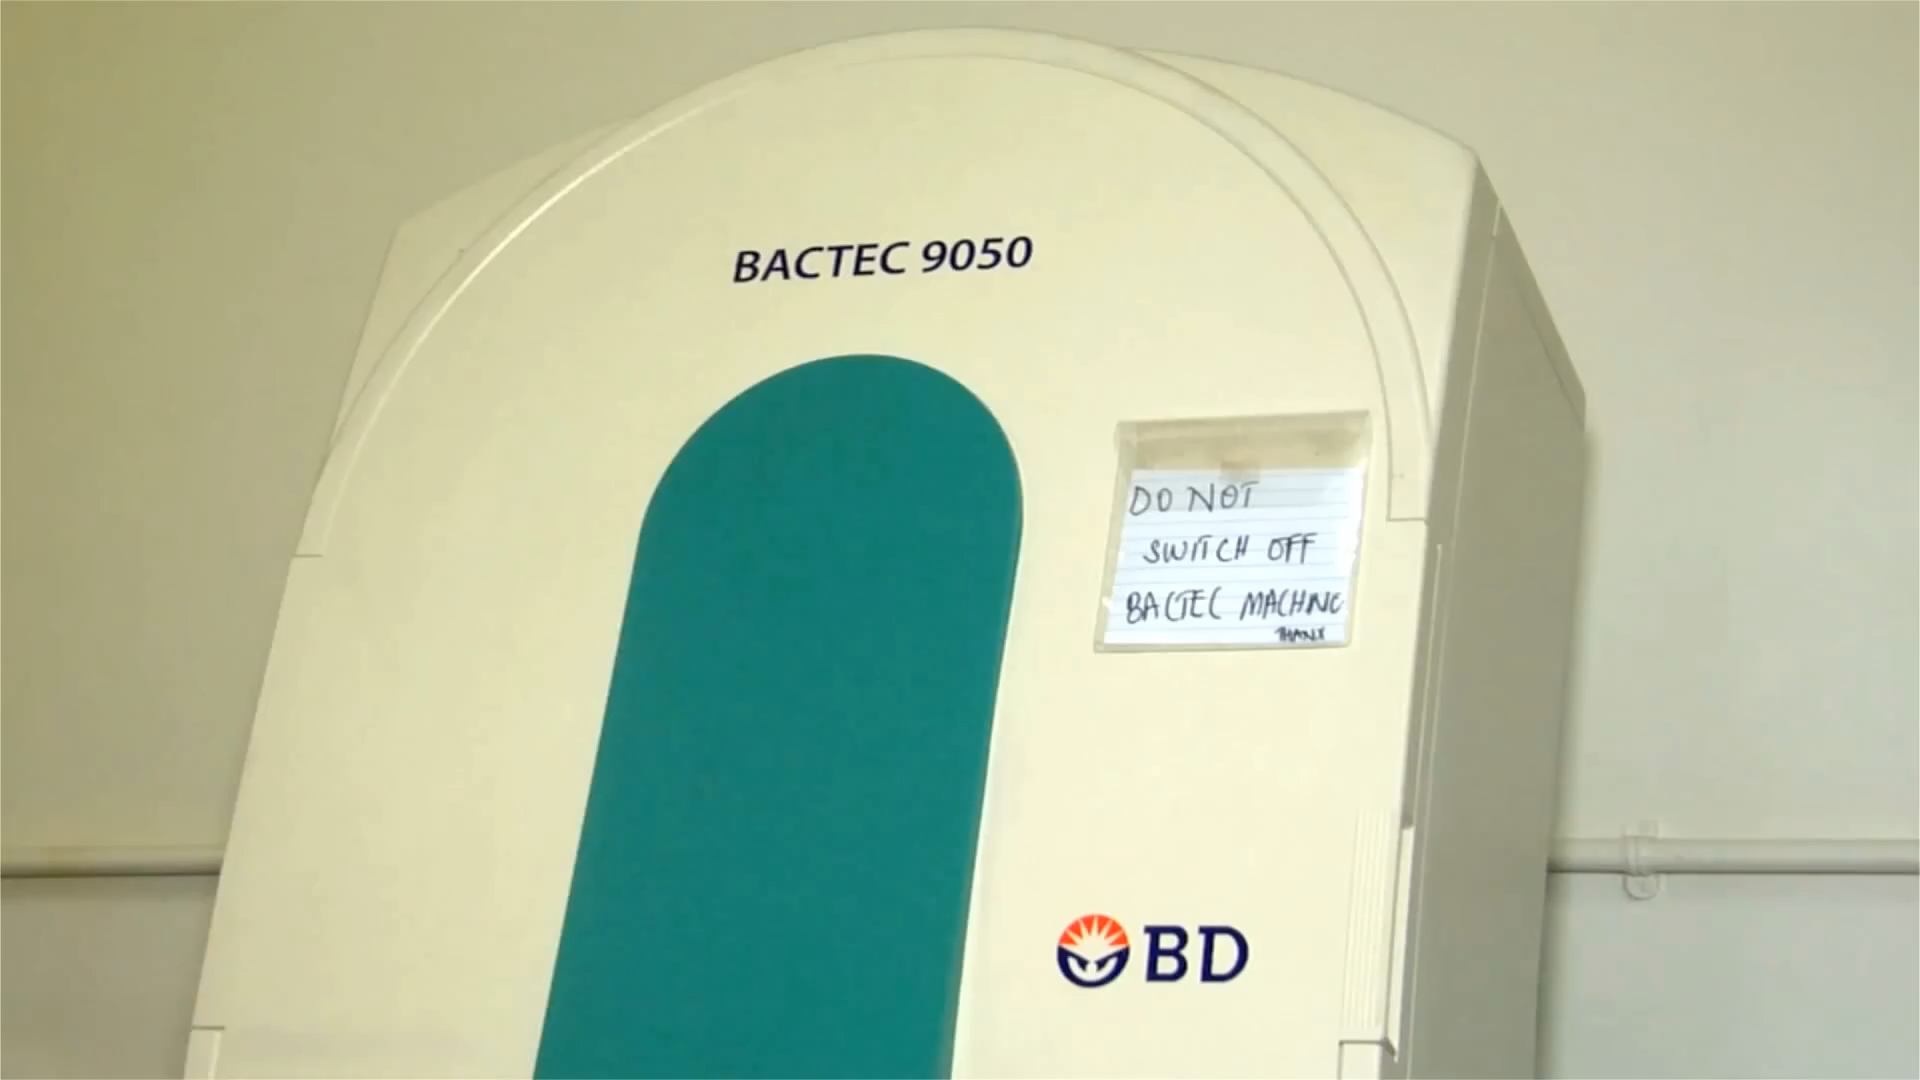 BACTEC 9050
DO NOT
SWITCH OFF
BACTEC MACHINE
THANX
BD